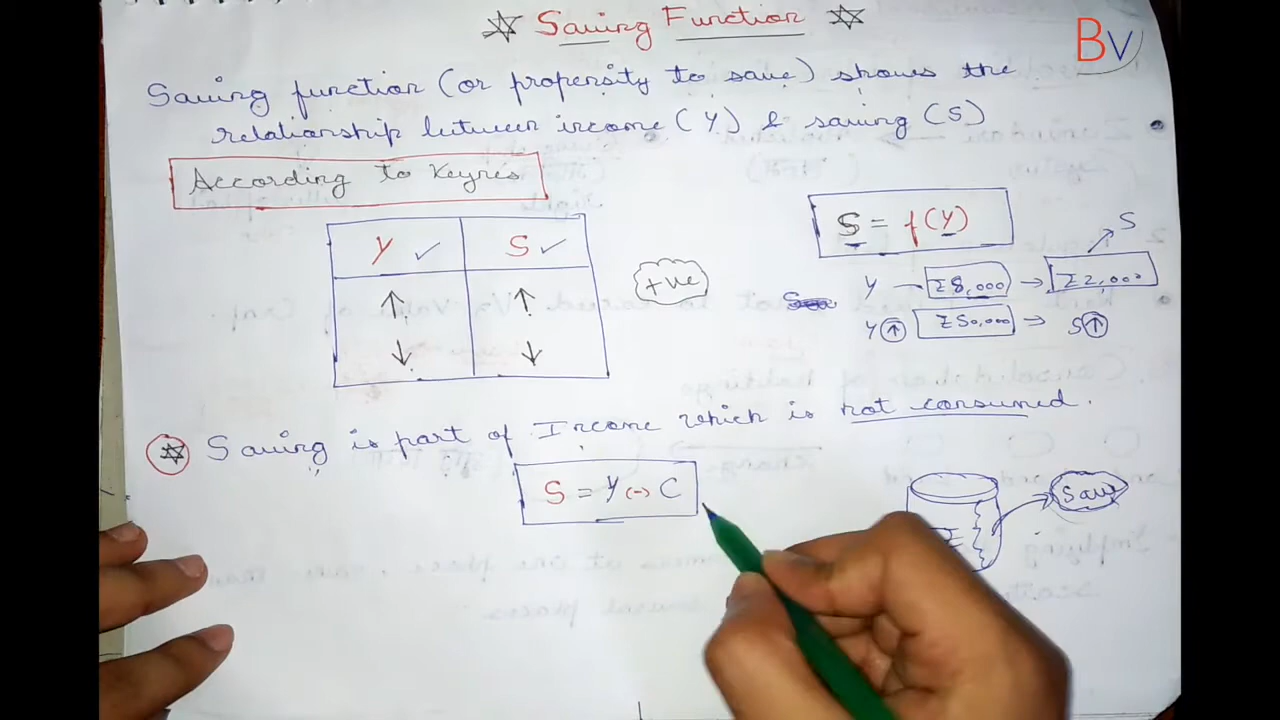 Saving Function
BV
Saving function (or propensity to save) shows the
relationship between income (Y) & saving (S)
According to Keynes
Y ✓ S ✓
↑ ↑
↓ ↓
+ve
S = f(Y)
S
Y → ₹8,000 → ₹2,000
Y ↑ ₹50,000 → S ↑
Saving is part of Income which is not consumed.
S = Y (-) C
Save